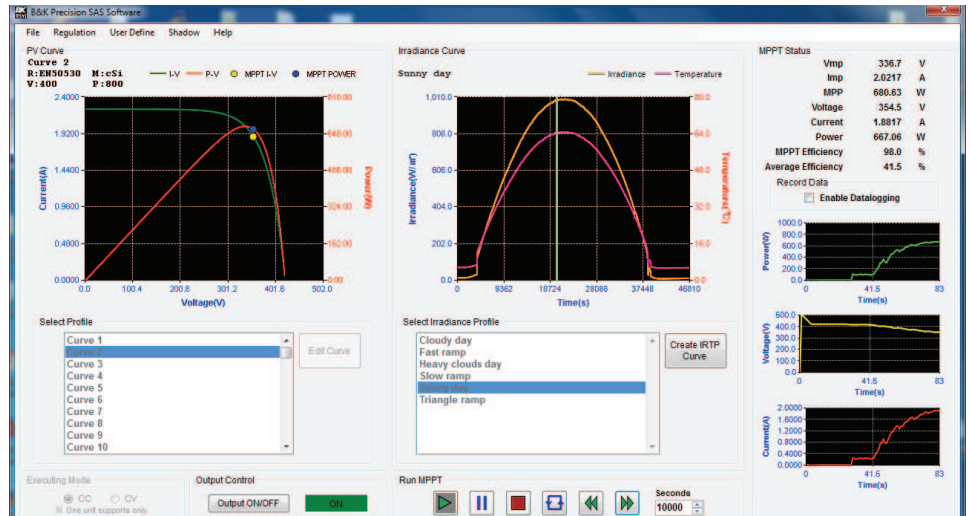 B&K Precision SAS Software
File Regulation User Define Shadow Help
PV Curve
Curve 2
R:EN50530 M:cSi
V:400 P:800
I-V P-V MPPT I-V MPPT POWER
2.4000
1.9200
1.4400
0.9600
0.4800
0.0000
Current(A)
810.00
648.00
486.00
324.00
162.00
0.00
Power(W)
0.0 100.4 200.8 301.2 401.6 502.0
Voltage(V)
Irradiance Curve
Sunny day
Irradiance Temperature
1,010.0
808.0
606.0
404.0
202.0
0.0
Irradiance(W/㎡)
80.0
64.0
48.0
32.0
16.0
0.0
Temperature(℃)
0 9362 18724 28086 37448 46810
Time(s)
MPPT Status
Vmp 336.7 V
Imp 2.0217 A
MPP 680.63 W
Voltage 354.5 V
Current 1.8817 A
Power 667.06 W
MPPT Efficiency 98.0 %
Average Efficiency 41.5 %
Record Data
Enable Datalogging
1000.0
800.0
600.0
400.0
200.0
0.0
Power(W)
0 41.5 83
Time(s)
500.0
400.0
300.0
200.0
100.0
0.0
Voltage(V)
0 41.5 83
Time(s)
2.0000
1.6000
1.2000
0.8000
0.4000
0.0000
Current(A)
0 41.5 83
Time(s)
Select Profile
Curve 1
Curve 2
Curve 3
Curve 4
Curve 5
Curve 6
Curve 7
Curve 8
Curve 9
Curve 10
Edit Curve
Select Irradiance Profile
Cloudy day
Fast ramp
Heavy clouds day
Slow ramp
Sunny day
Triangle ramp
Create IRTP
Curve
Executing Mode
CC CV
One unit supports only
Output Control
Output ON/OFF
ON
Run MPPT
Seconds
10000